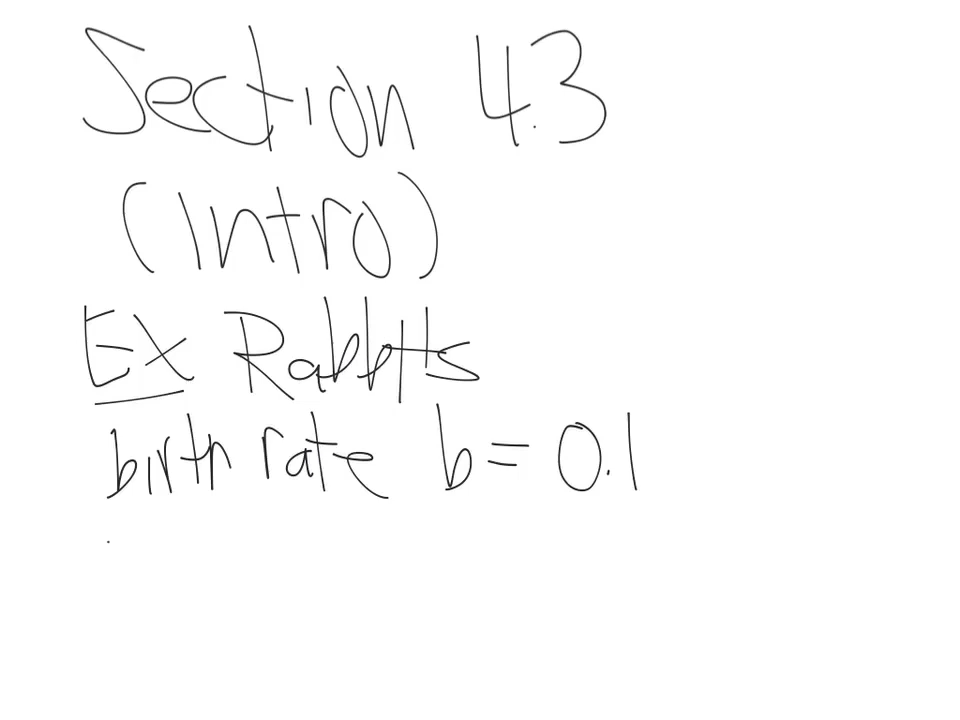 Section 4.3
(Intro)
Ex Rabbits
birth rate b = 0.1